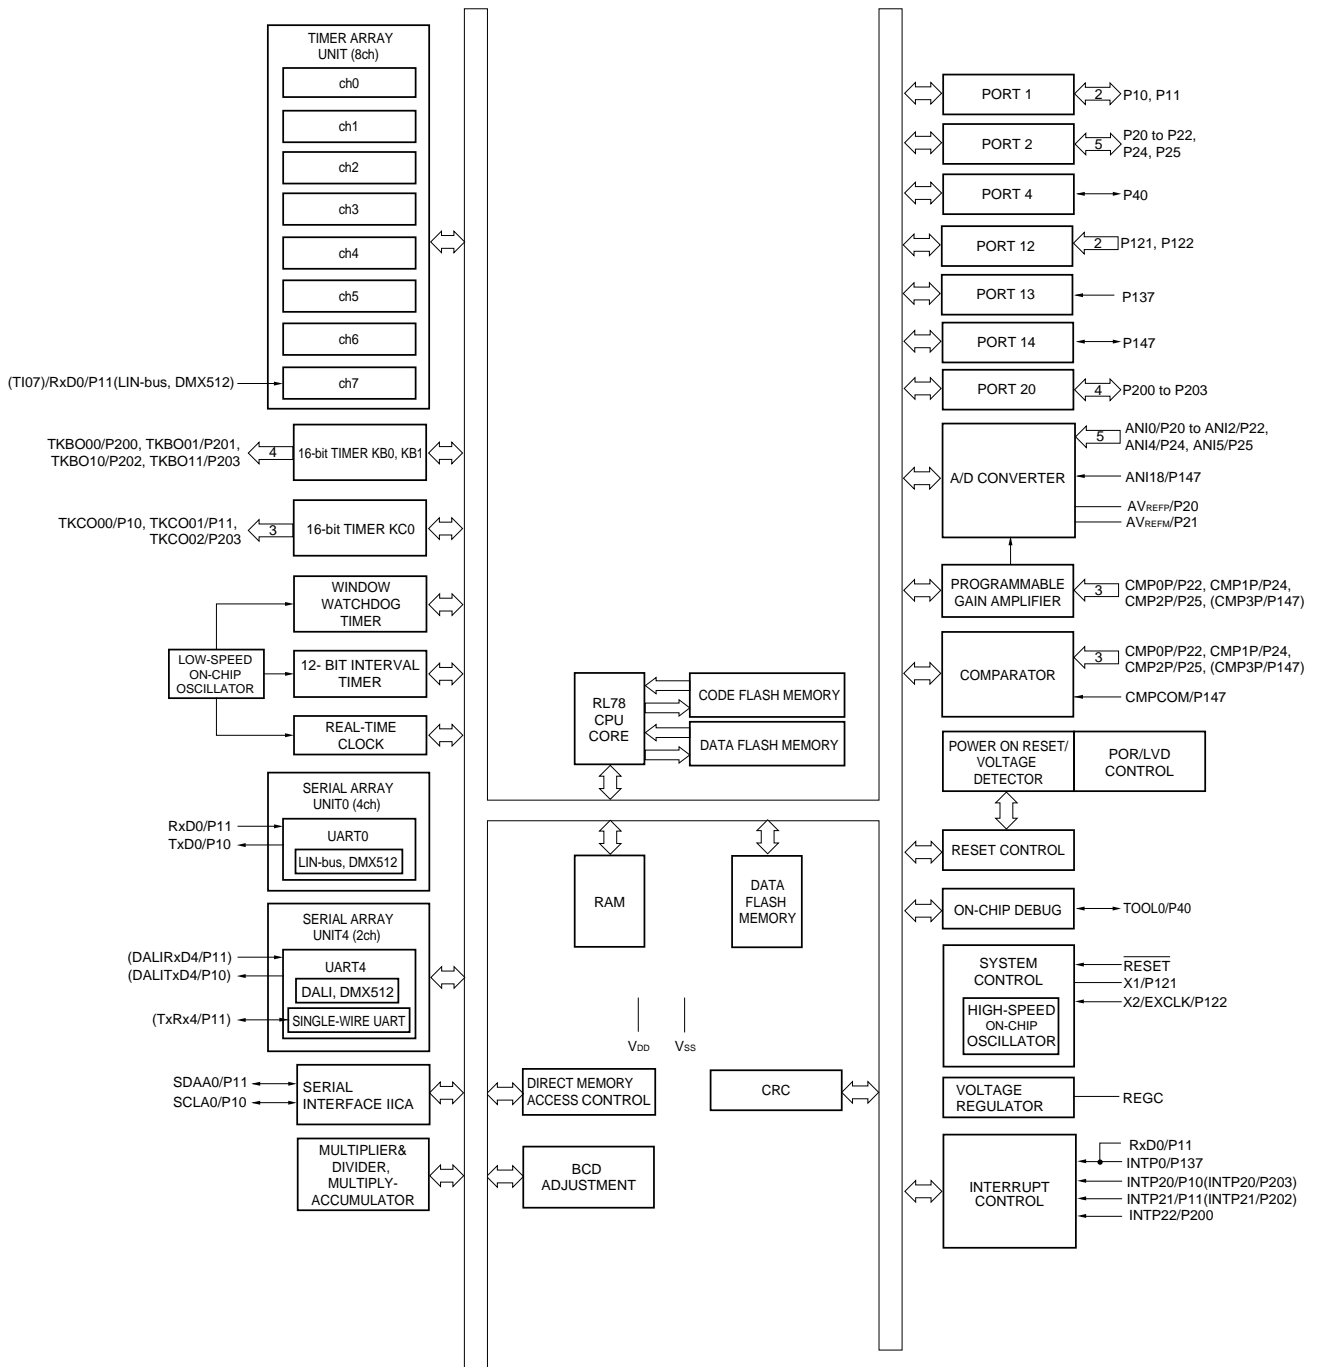 TIMER ARRAY
UNIT (8ch)
ch0
ch1
ch2
ch3
ch4
ch5
ch6
(TI07)/RxD0/P11(LIN-bus, DMX512)
ch7
TKBO00/P200, TKBO01/P201,
TKBO10/P202, TKBO11/P203
4
16-bit TIMER KB0, KB1
TKCO00/P10, TKCO01/P11,
TKCO02/P203
3
16-bit TIMER KC0
WINDOW
WATCHDOG
TIMER
LOW-SPEED
ON-CHIP
OSCILLATOR
12- BIT INTERVAL
TIMER
REAL-TIME
CLOCK
SERIAL ARRAY
UNIT0 (4ch)
RxD0/P11
TxD0/P10
UART0
LIN-bus, DMX512
SERIAL ARRAY
UNIT4 (2ch)
(DALIRxD4/P11)
(DALITxD4/P10)
UART4
DALI, DMX512
(TxRx4/P11)
SINGLE-WIRE UART
SDAA0/P11
SCLA0/P10
SERIAL
INTERFACE IICA
MULTIPLIER&
DIVIDER,
MULTIPLY-
ACCUMULATOR
RL78
CPU
CORE
CODE FLASH MEMORY
DATA FLASH MEMORY
RAM
DATA
FLASH
MEMORY
VDD
VSS
DIRECT MEMORY
ACCESS CONTROL
CRC
BCD
ADJUSTMENT
PORT 1
2
P10, P11
PORT 2
5
P20 to P22,
P24, P25
PORT 4
P40
PORT 12
2
P121, P122
PORT 13
P137
PORT 14
P147
PORT 20
4
P200 to P203
A/D CONVERTER
5
ANI0/P20 to ANI2/P22,
ANI4/P24, ANI5/P25
ANI18/P147
AVREFP/P20
AVREFM/P21
PROGRAMMABLE
GAIN AMPLIFIER
3
CMP0P/P22, CMP1P/P24,
CMP2P/P25, (CMP3P/P147)
COMPARATOR
3
CMP0P/P22, CMP1P/P24,
CMP2P/P25, (CMP3P/P147)
CMPCOM/P147
POWER ON RESET/
VOLTAGE
DETECTOR
POR/LVD
CONTROL
RESET CONTROL
ON-CHIP DEBUG
TOOL0/P40
SYSTEM
CONTROL
HIGH-SPEED
ON-CHIP
OSCILLATOR
RESET
X1/P121
X2/EXCLK/P122
VOLTAGE
REGULATOR
REGC
INTERRUPT
CONTROL
RxD0/P11
INTP0/P137
INTP20/P10(INTP20/P203)
INTP21/P11(INTP21/P202)
INTP22/P200